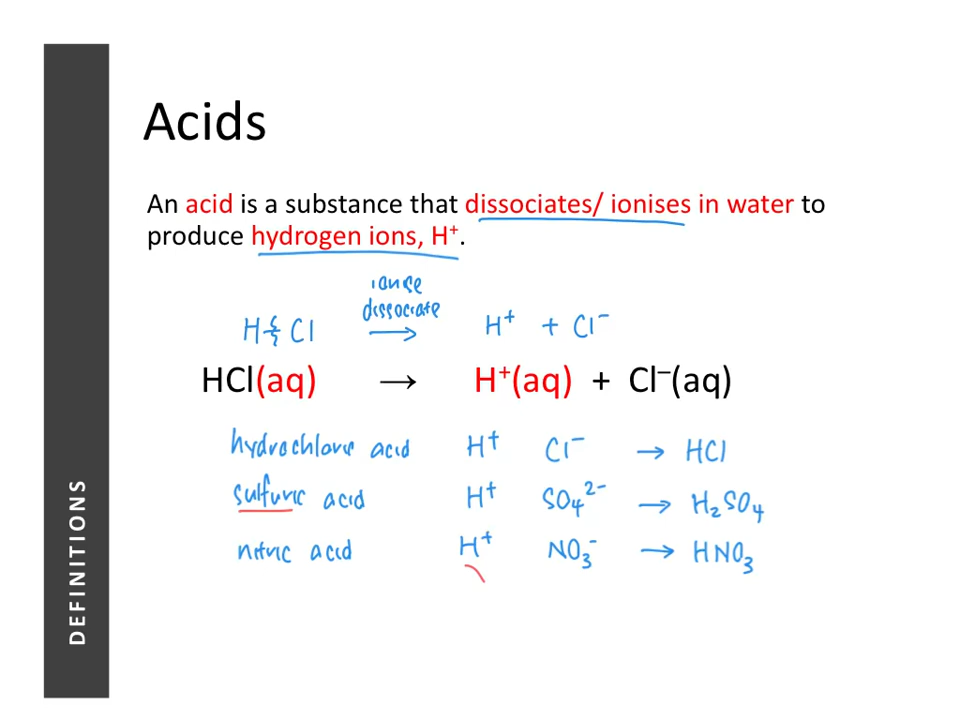 Acids
An acid is a substance that dissociates/ ionises in water to
produce hydrogen ions, H⁺.
ionise
dissociate
H Cl → H⁺ + Cl⁻
HCl(aq) → H⁺(aq) + Cl⁻(aq)
hydrochloric acid H⁺ Cl⁻ → HCl
sulfuric acid H⁺ SO₄²⁻ → H₂SO₄
nitric acid H⁺ NO₃⁻ → HNO₃
DEFINITIONS